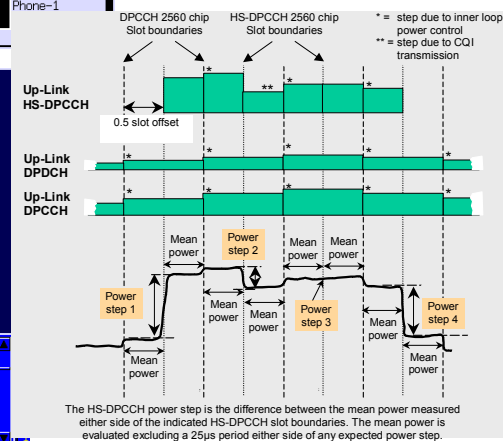 Phone-1
DPCCH 2560 chip
Slot boundaries
HS-DPCCH 2560 chip
Slot boundaries
* = step due to inner loop
power control
** = step due to CQI
transmission
Up-Link
HS-DPCCH
*
**
*
*
0.5 slot offset
Up-Link
DPDCH
*
*
*
*
*
Up-Link
DPCCH
*
*
*
*
*
Mean
power
Power
step 2
Mean
power
Mean
power
Power
step 1
Mean
power
Mean
power
Power
step 3
Mean
power
Power
step 4
Mean
power
Mean
power
The HS-DPCCH power step is the difference between the mean power measured
either side of the indicated HS-DPCCH slot boundaries. The mean power is
evaluated excluding a 25µs period either side of any expected power step.